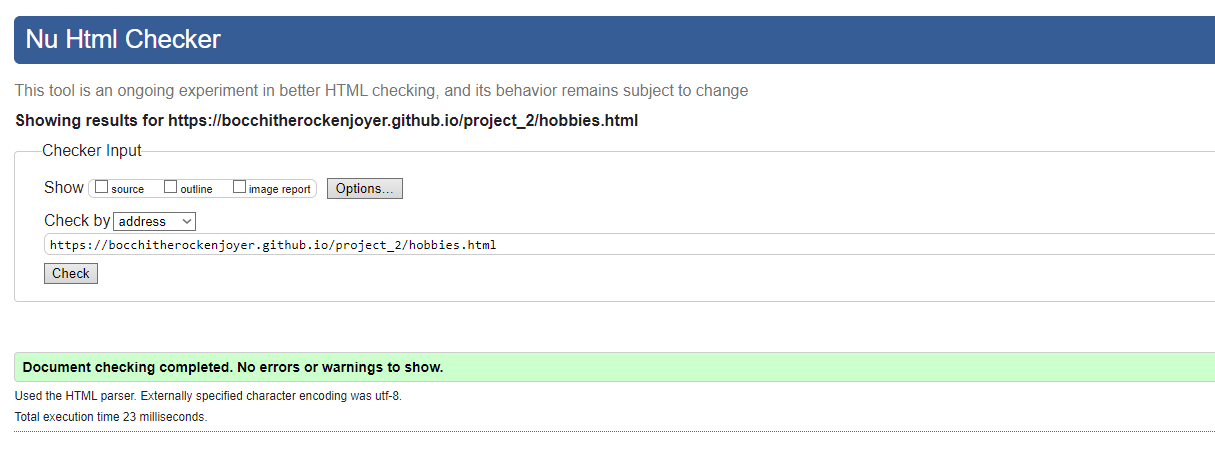 Nu Html Checker
This tool is an ongoing experiment in better HTML checking, and its behavior remains subject to change
Showing results for https://bocchitherockenjoyer.github.io/project_2/hobbies.html
Checker Input
Show source outline image report Options...
Check by address
https://bocchitherockenjoyer.github.io/project_2/hobbies.html
Check
Document checking completed. No errors or warnings to show.
Used the HTML parser. Externally specified character encoding was utf-8.
Total execution time 23 milliseconds.